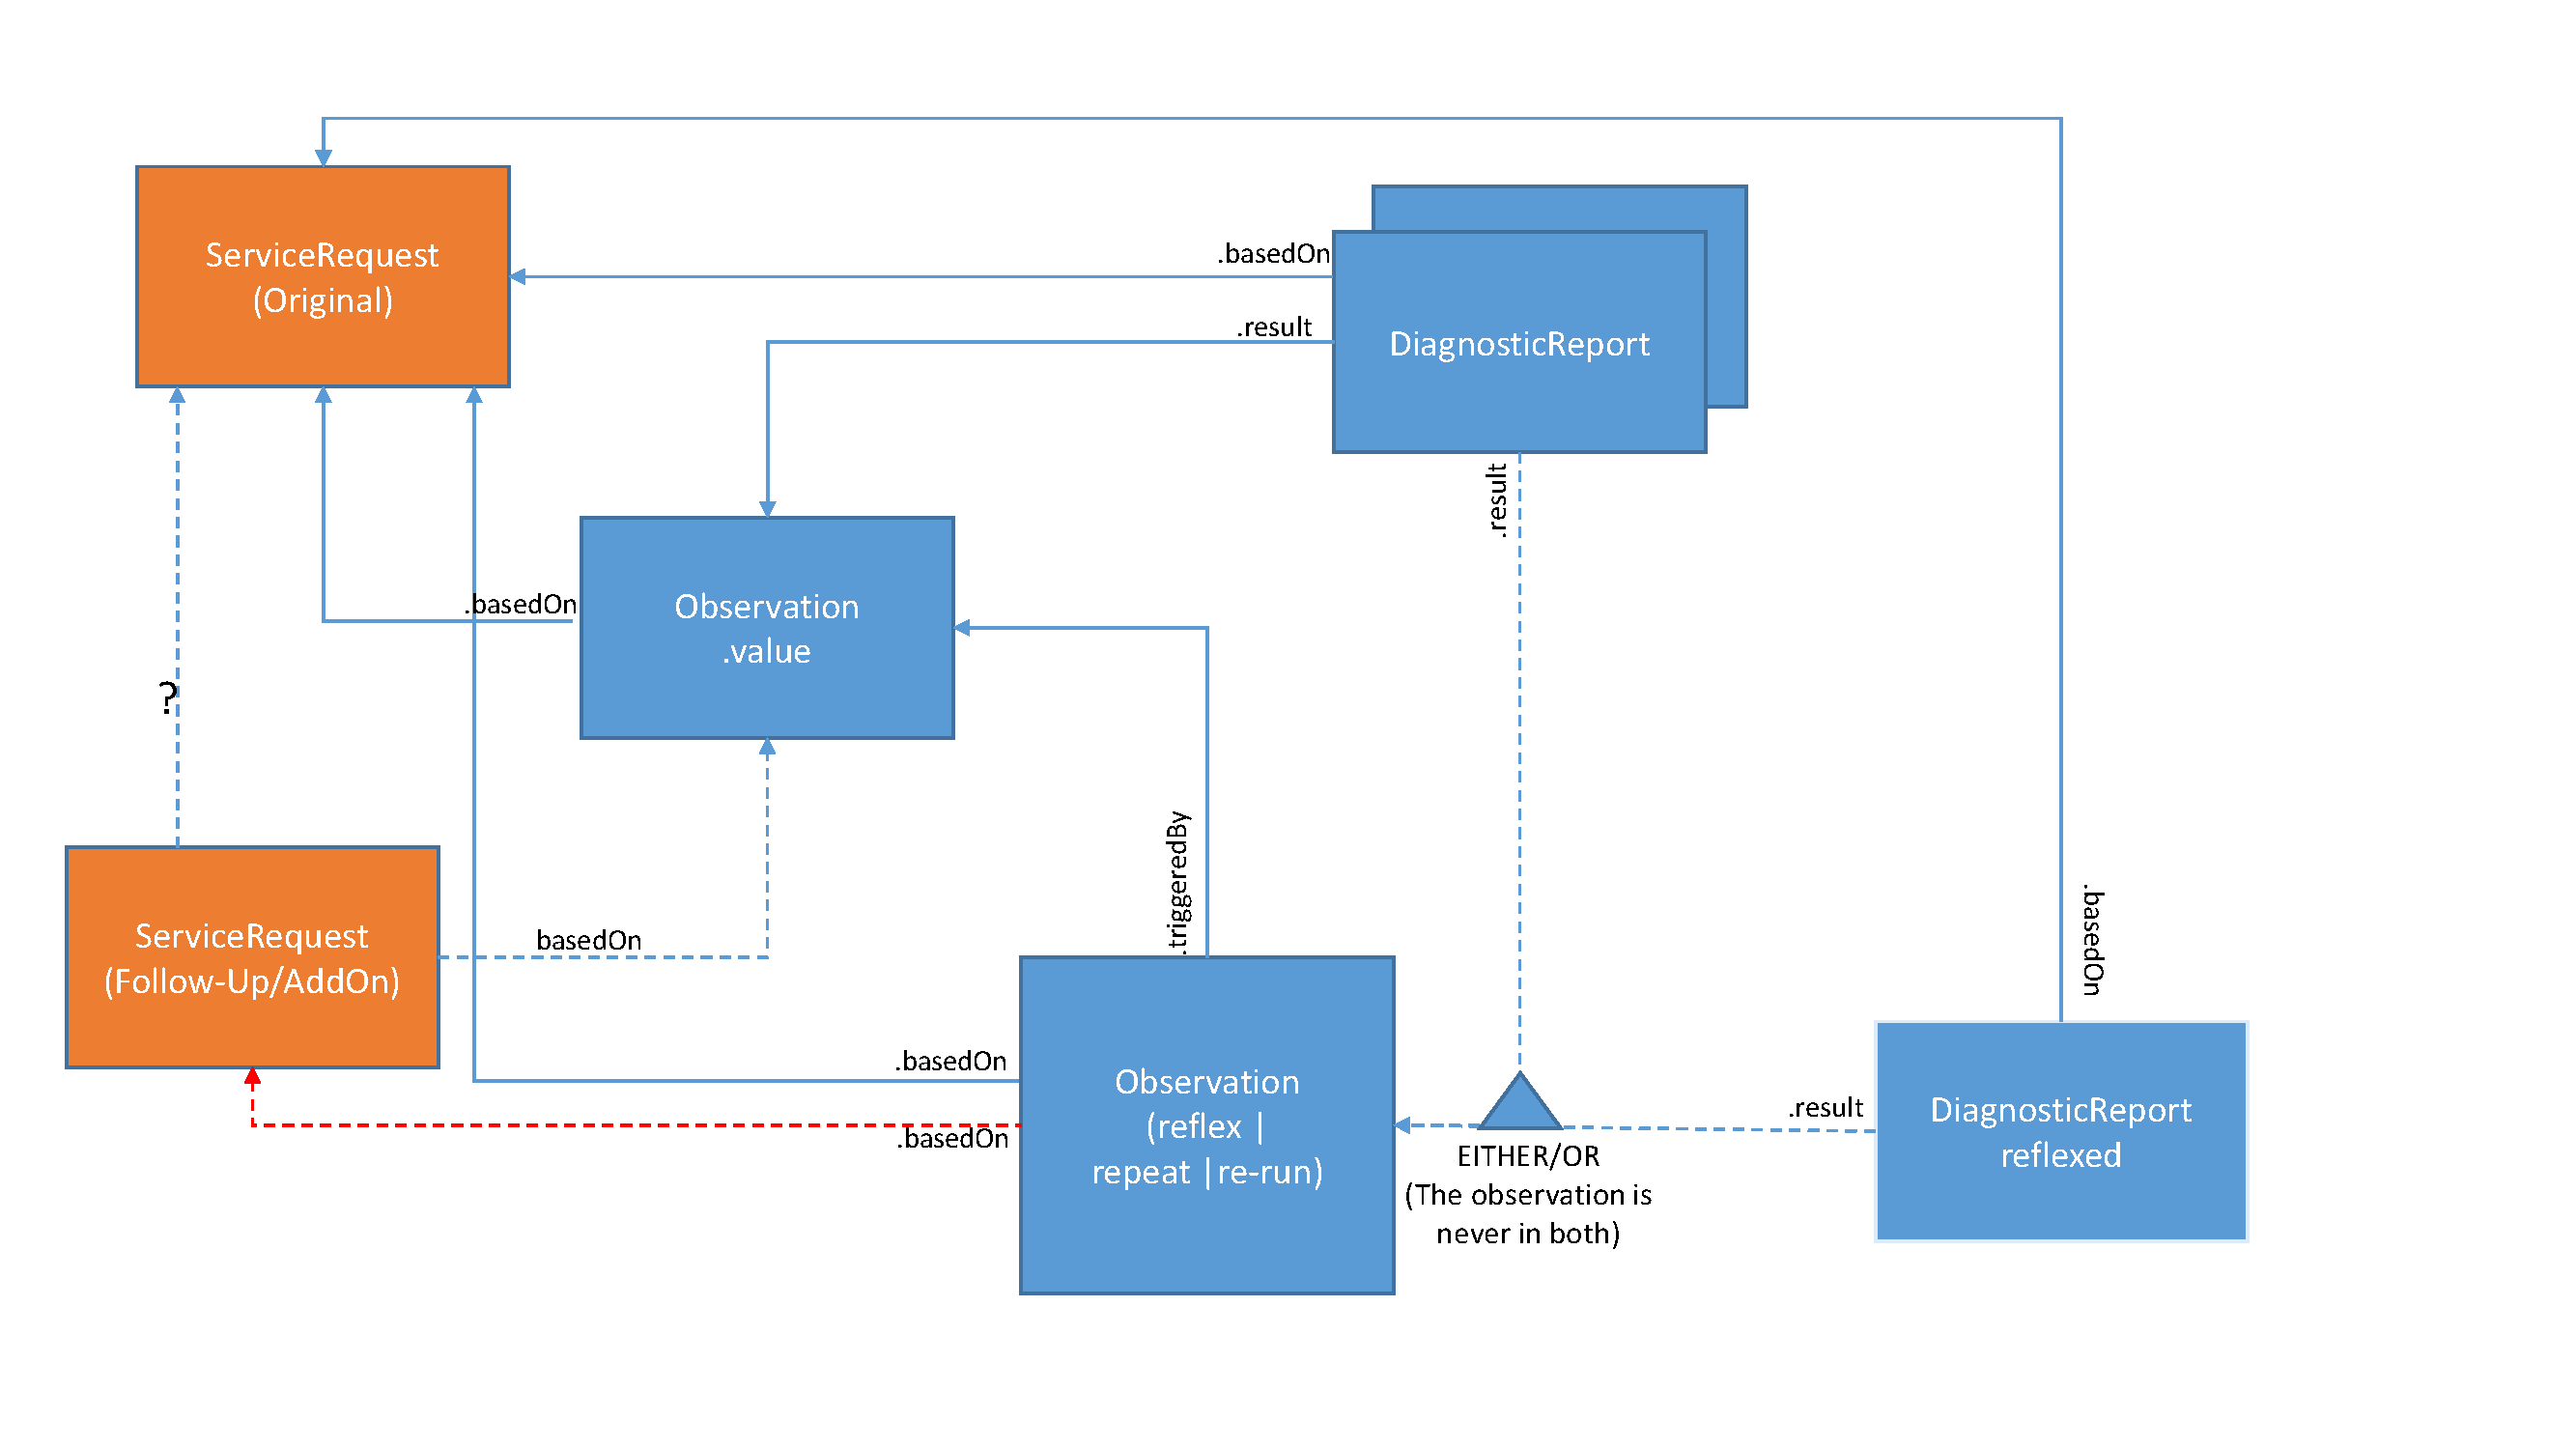 ServiceRequest
(Original)
.basedOn
.result
DiagnosticReport
.result
.basedOn
Observation
.value
?
.triggeredBy
.basedOn
ServiceRequest
(Follow-Up/AddOn)
basedOn
.basedOn
.basedOn
Observation
(reflex |
repeat |re-run)
EITHER/OR
(The observation is
never in both)
.result
DiagnosticReport
reflexed